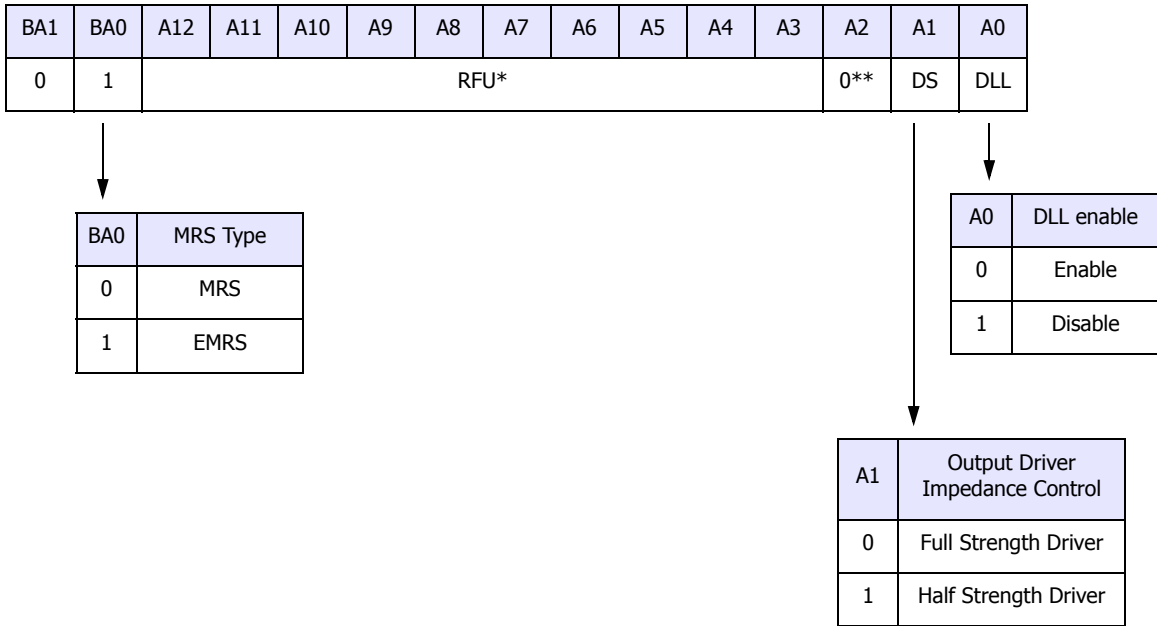 BA1 BA0 A12 A11 A10 A9 A8 A7 A6 A5 A4 A3 A2 A1 A0
0 1 RFU* 0** DS DLL
BA0 MRS Type
0 MRS
1 EMRS
A0 DLL enable
0 Enable
1 Disable
A1 Output Driver
Impedance Control
0 Full Strength Driver
1 Half Strength Driver